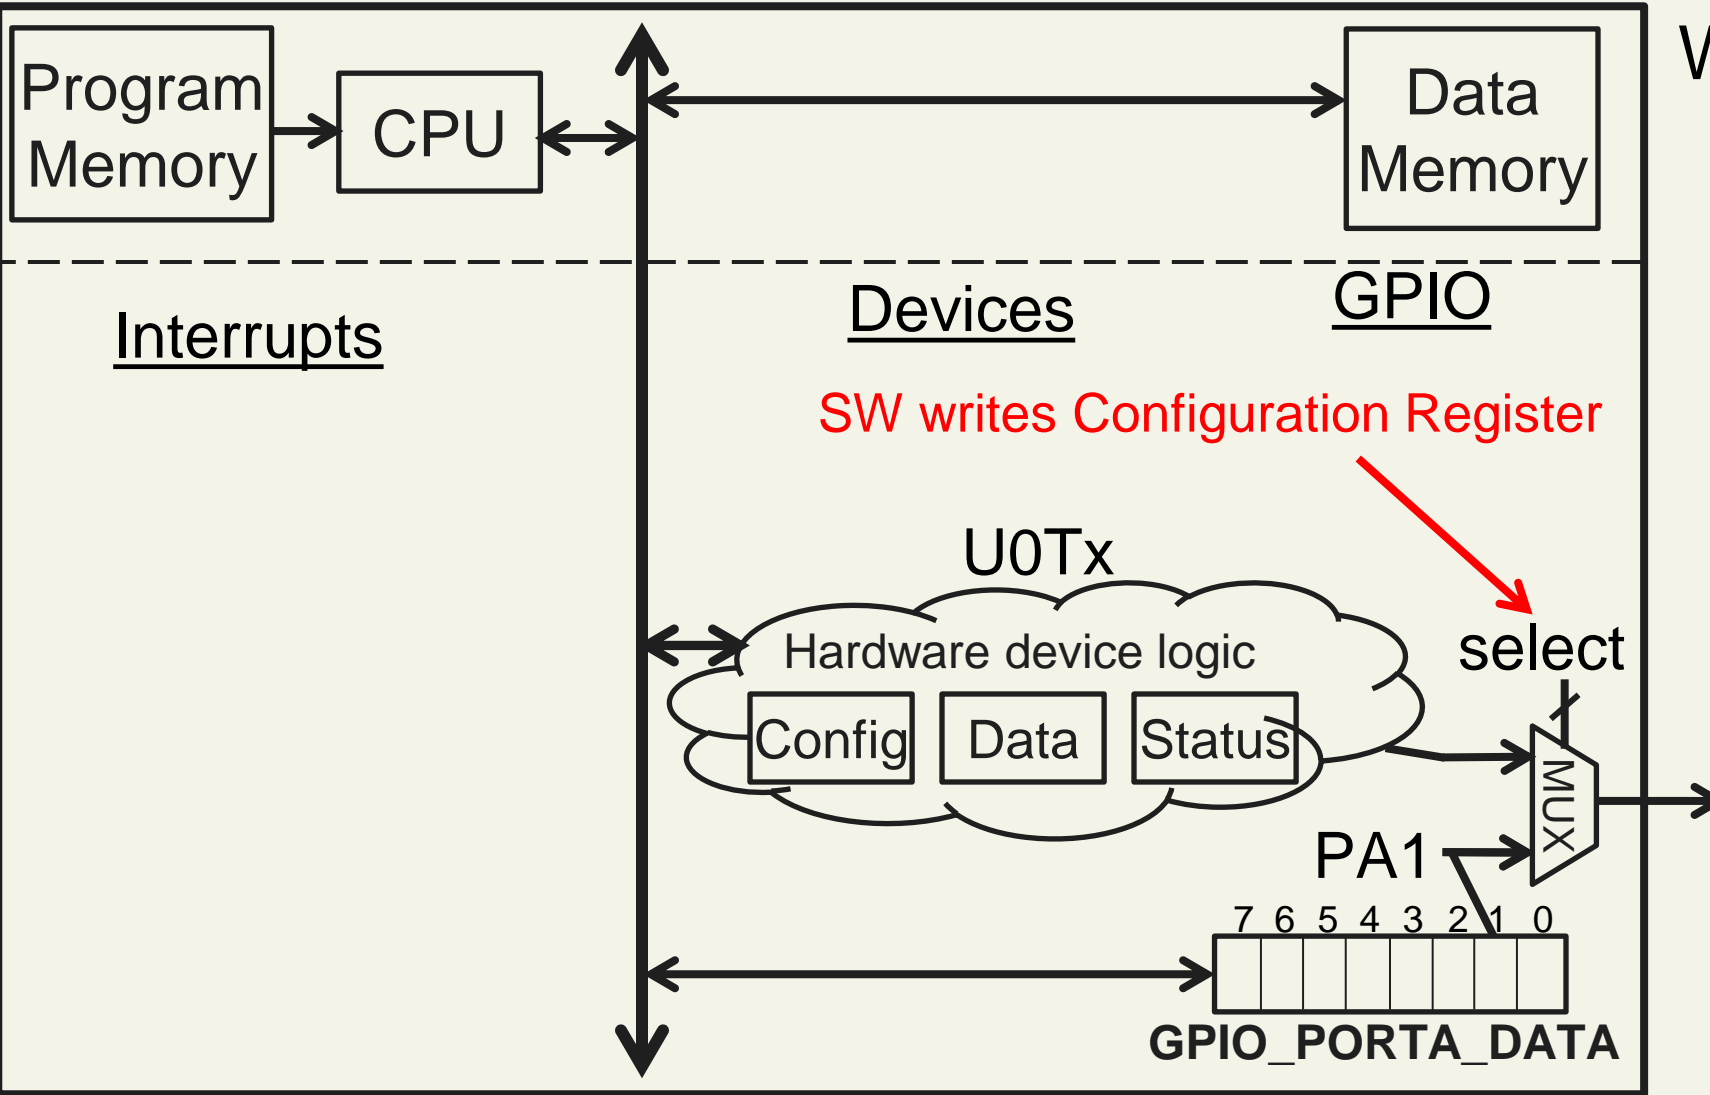 Program
Memory
CPU
Data
Memory
W
Interrupts
Devices
GPIO
SW writes Configuration Register
U0Tx
Hardware device logic
Config
Data
Status
select
MUX
PA1
7 6 5 4 3 2 1 0
GPIO_PORTA_DATA